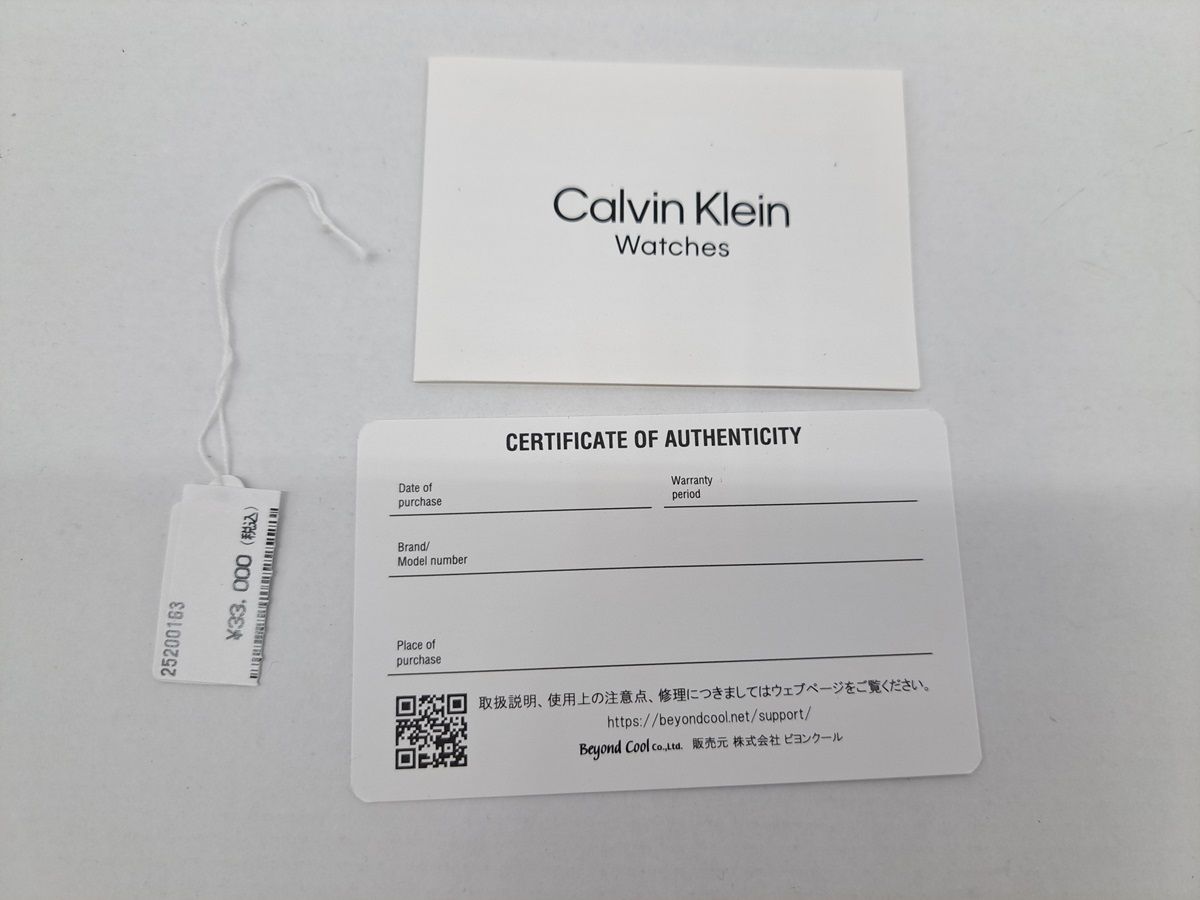 Calvin Klein
Watches
CERTIFICATE OF AUTHENTICITY
Date of
purchase
Warranty
period
Brand/
Model number
Place of
purchase
取扱説明、使用上の注意点、修理につきましてはウェブページをご覧ください。
https://beyondcool.net/support/
Beyond Cool Co.,Ltd. 販売元 株式会社 ビヨンクール
25200163
¥33,000 (税込)